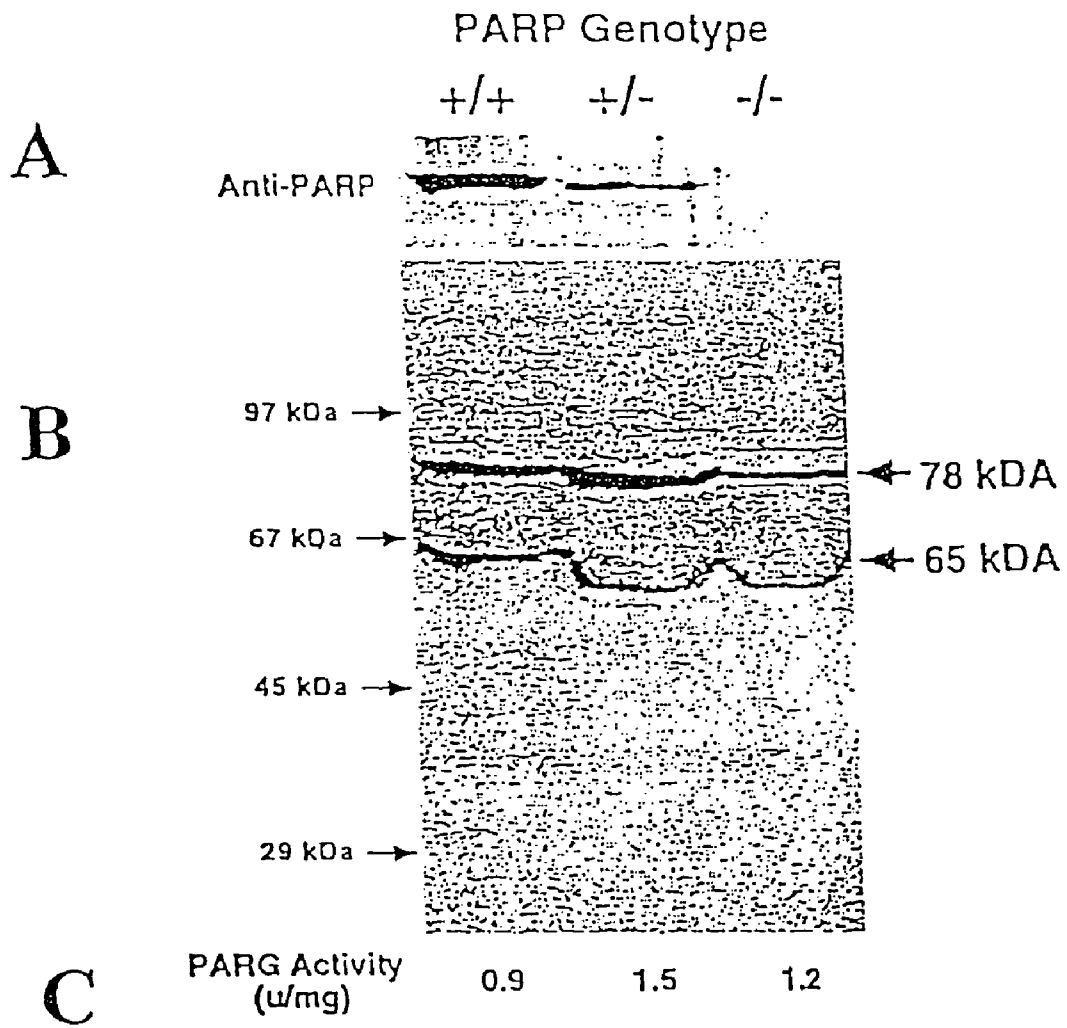 PARP Genotype
+/+ +/- -/-
A
Anti-PARP
B
97 kDa
78 kDA
67 kDa
65 kDA
45 kDa
29 kDa
C
PARG Activity
(u/mg)
0.9 1.5 1.2